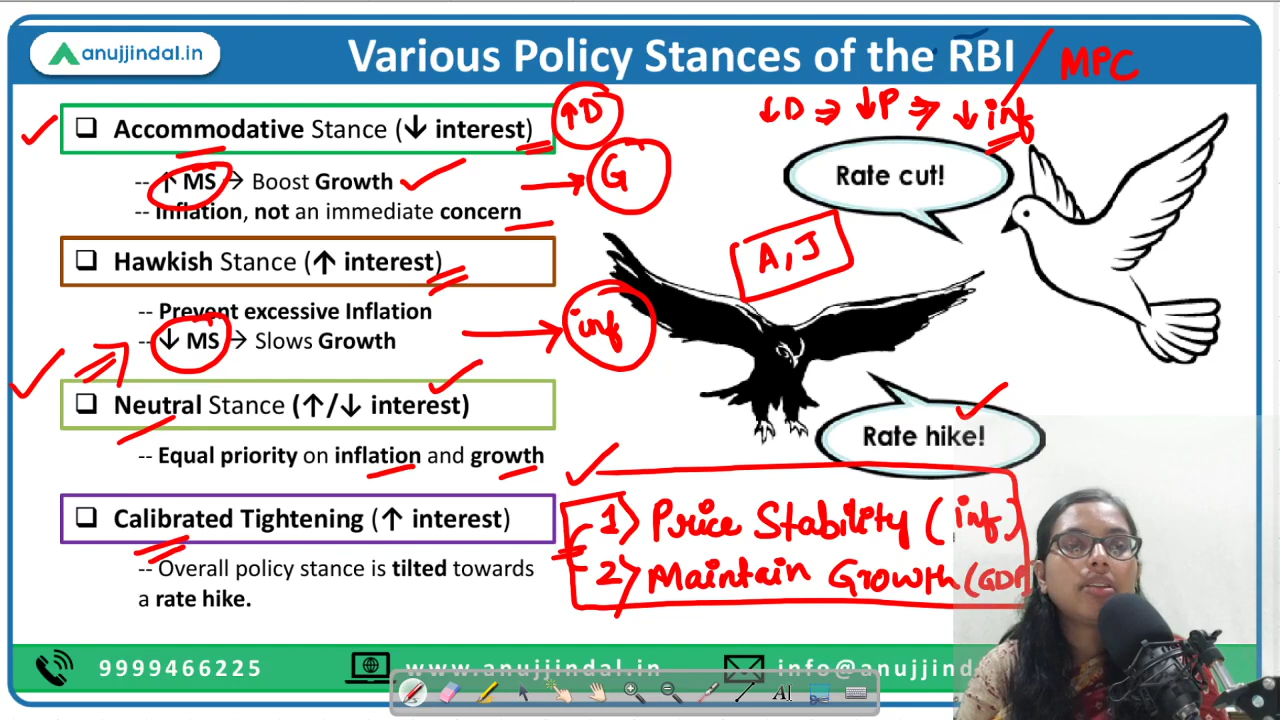 anujjindal.in
Various Policy Stances of the RBI / MPC
❑ Accommodative Stance (↓ interest) ↑D
↓D ⇒ ↓P ⇒ ↓ inf
-- ↑ MS → Boost Growth → G
-- Inflation, not an immediate concern
Rate cut!
❑ Hawkish Stance (↑ interest)
A, J
-- Prevent excessive Inflation
-- ↓ MS → Slows Growth → inf
❑ Neutral Stance (↑/↓ interest)
Rate hike!
-- Equal priority on inflation and growth
❑ Calibrated Tightening (↑ interest)
1) Price Stability (inf)
2) Maintain Growth (GDP)
-- Overall policy stance is tilted towards
a rate hike.
9999466225
www.anujjindal.in
info@anujjind
A|